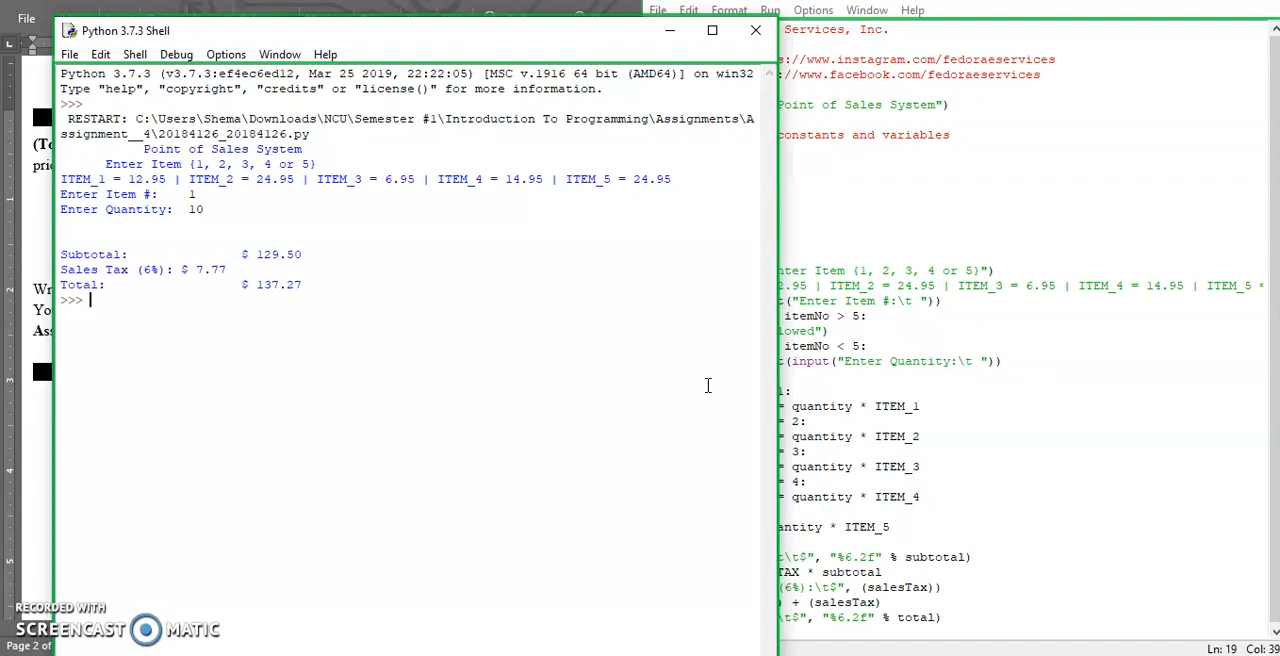 File
File Edit Format Run Options Window Help
Python 3.7.3 Shell
File Edit Shell Debug Options Window Help
Python 3.7.3 (v3.7.3:ef4ec6ed12, Mar 25 2019, 22:22:05) [MSC v.1916 64 bit (AMD64)] on win32
Type "help", "copyright", "credits" or "license()" for more information.
>>>
RESTART: C:\Users\Shema\Downloads\NCU\Semester #1\Introduction To Programming\Assignments\A
ssignment__4\20184126_20184126.py
Point of Sales System
Enter Item {1, 2, 3, 4 or 5}
ITEM_1 = 12.95 | ITEM_2 = 24.95 | ITEM_3 = 6.95 | ITEM_4 = 14.95 | ITEM_5 = 24.95
Enter Item #: 1
Enter Quantity: 10
Subtotal: $ 129.50
Sales Tax (6%): $ 7.77
Total: $ 137.27
>>>
Services, Inc.
s://www.instagram.com/fedoraeservices
://www.facebook.com/fedoraeservices
Point of Sales System")
constants and variables
nter Item {1, 2, 3, 4 or 5}")
2.95 | ITEM_2 = 24.95 | ITEM_3 = 6.95 | ITEM_4 = 14.95 | ITEM_5 =
t("Enter Item #:\t "))
itemNo > 5:
lowed")
itemNo < 5:
t(input("Enter Quantity:\t "))
1:
= quantity * ITEM_1
= 2:
= quantity * ITEM_2
= 3:
= quantity * ITEM_3
= 4:
= quantity * ITEM_4
antity * ITEM_5
t\t$", "%6.2f" % subtotal)
TAX * subtotal
(6%):\t$", (salesTax))
) + (salesTax)
\t$", "%6.2f" % total)
Ln: 19 Col: 39
(To
pri
Wr
Yo
Ass
RECORDED WITH
SCREENCAST MATIC
Page 2 of